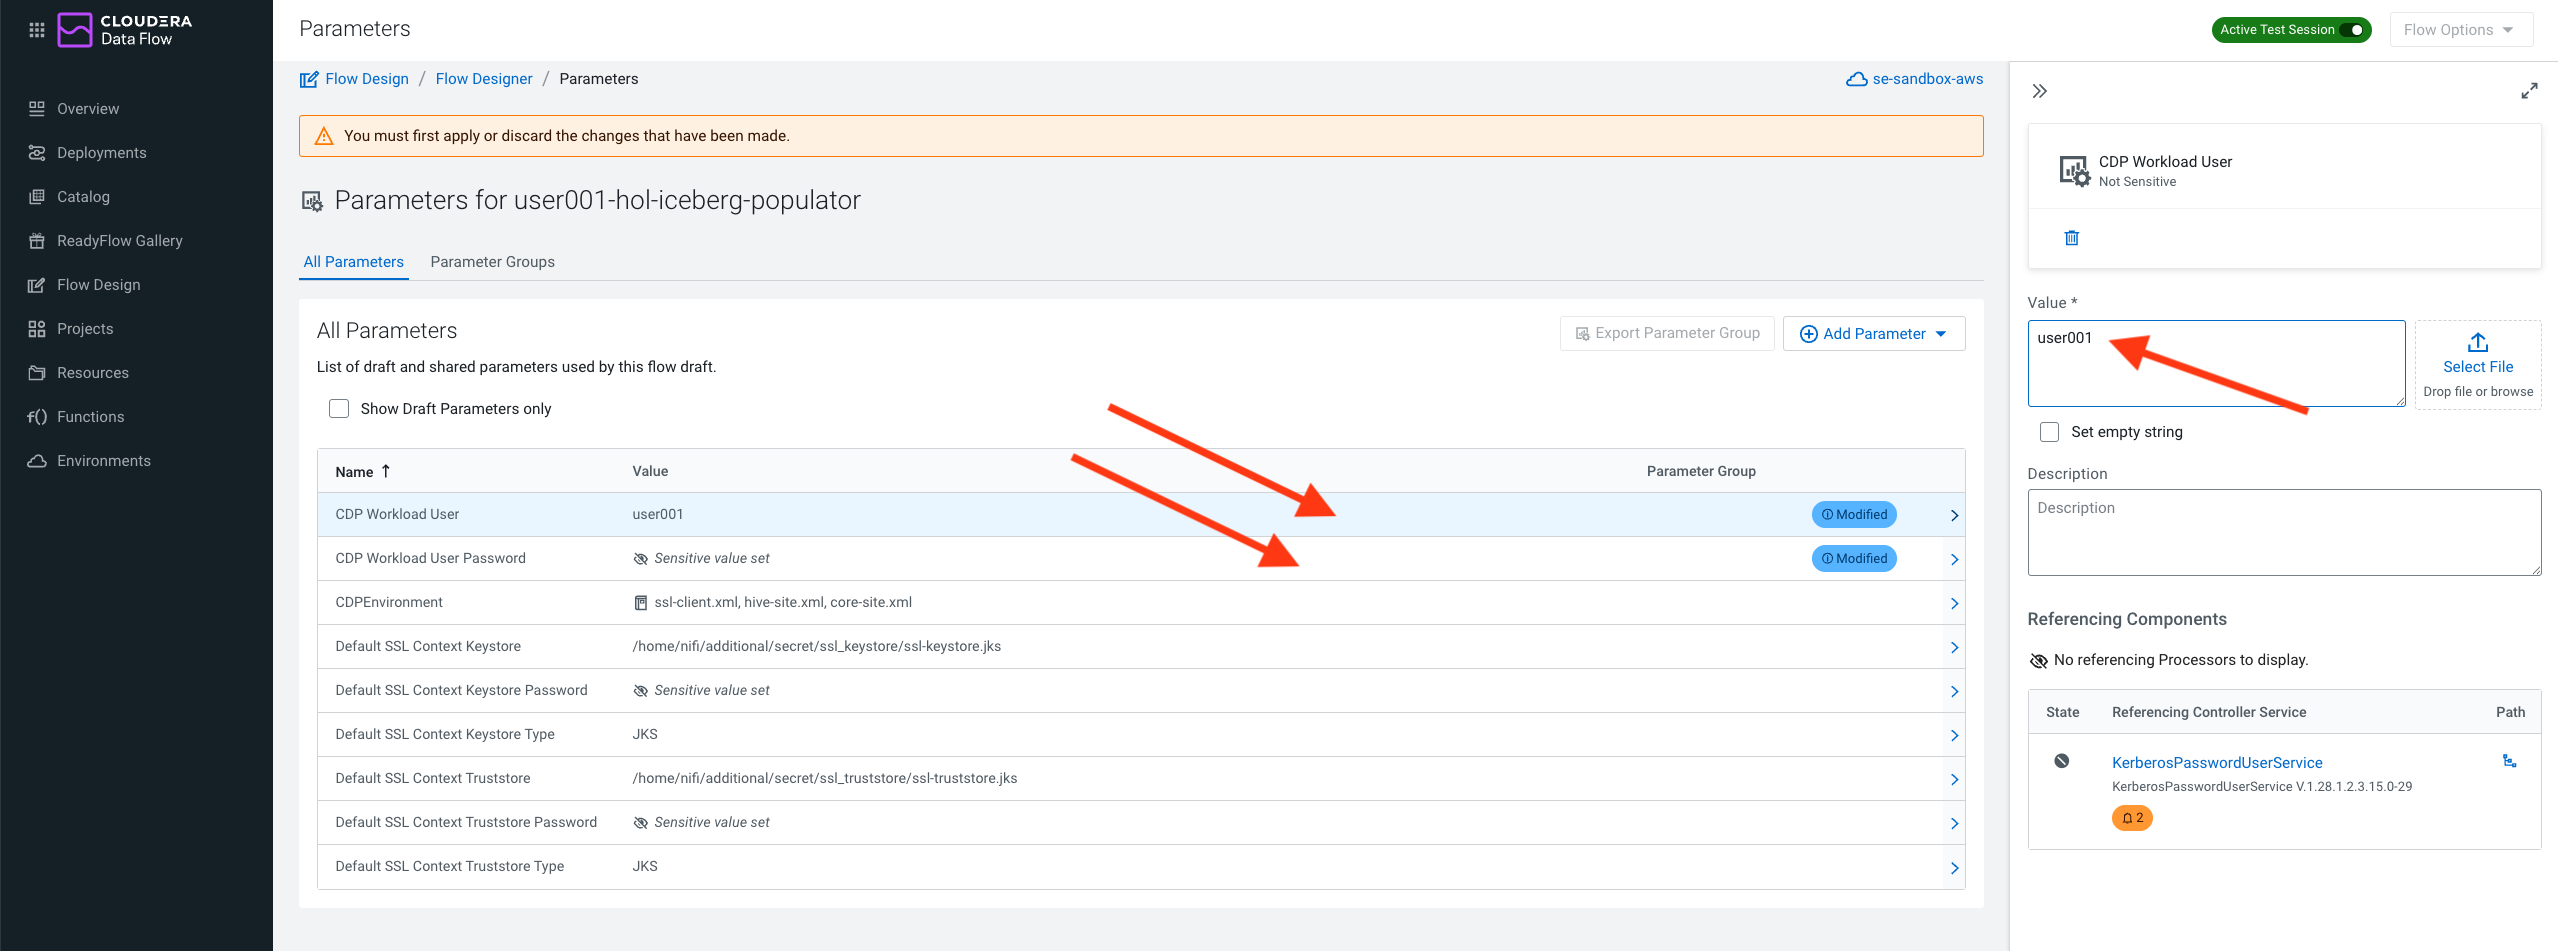 CLOUDERA
Data Flow
Overview
Deployments
Catalog
ReadyFlow Gallery
Flow Design
Projects
Resources
Functions
Environments
Parameters
Active Test Session
Flow Options
Flow Design / Flow Designer / Parameters
se-sandbox-aws
You must first apply or discard the changes that have been made.
Parameters for user001-hol-iceberg-populator
All Parameters
Parameter Groups
All Parameters
Export Parameter Group
Add Parameter
List of draft and shared parameters used by this flow draft.
Show Draft Parameters only
Name Value Parameter Group
CDP Workload User user001 Modified
CDP Workload User Password Sensitive value set Modified
CDPEnvironment ssl-client.xml, hive-site.xml, core-site.xml
Default SSL Context Keystore /home/nifi/additional/secret/ssl_keystore/ssl-keystore.jks
Default SSL Context Keystore Password Sensitive value set
Default SSL Context Keystore Type JKS
Default SSL Context Truststore /home/nifi/additional/secret/ssl_truststore/ssl-truststore.jks
Default SSL Context Truststore Password Sensitive value set
Default SSL Context Truststore Type JKS
CDP Workload User
Not Sensitive
Value *
user001
Select File
Drop file or browse
Set empty string
Description
Description
Referencing Components
No referencing Processors to display.
State Referencing Controller Service Path
KerberosPasswordUserService
KerberosPasswordUserService V.1.28.1.2.3.15.0-29
2